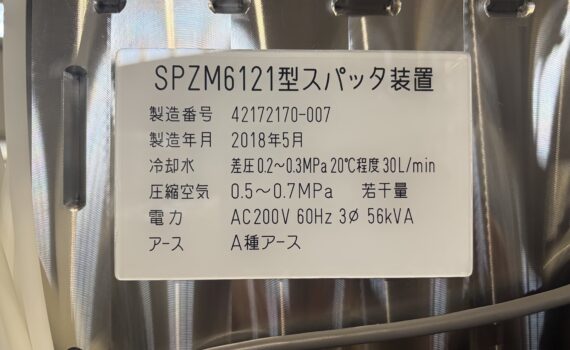 SPZM6121型スパッタ装置
製造番号 42172170-007
製造年月 2018年5月
冷却水 差圧0.2～0.3MPa 20℃程度 30L/min
圧縮空気 0.5～0.7MPa 若干量
電力 AC200V 60Hz 3φ 56kVA
アース A種アース